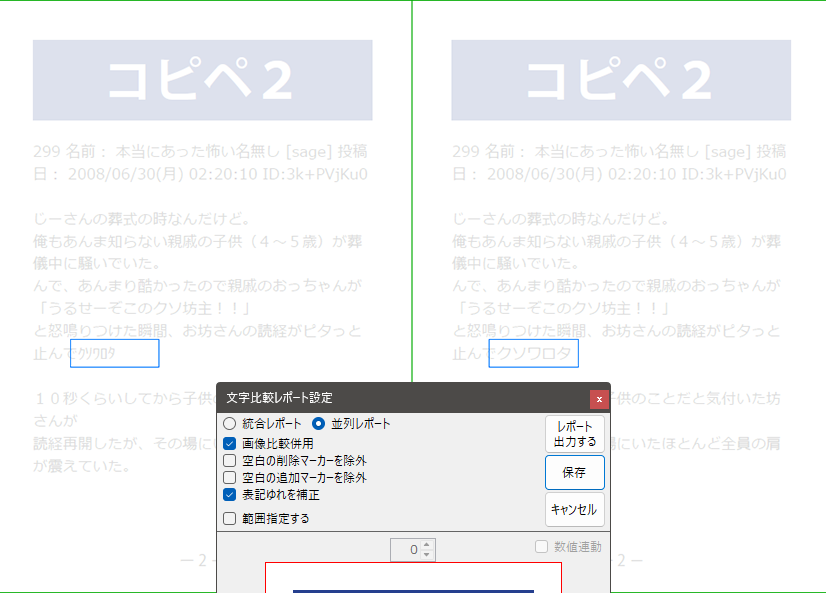 コピペ２
299 名前： 本当にあった怖い名無し [sage] 投稿
日： 2008/06/30(月) 02:20:10 ID:3k+PVjKu0
じーさんの葬式の時なんだけど。
俺もあんま知らない親戚の子供（４～５歳）が葬
儀中に騒いでいた。
んで、あんまり酷かったので親戚のおっちゃんが
「うるせーぞこのクソ坊主！！」
と怒鳴りつけた瞬間、お坊さんの読経がピタっと
止んでｸｿﾜﾛﾀ
１０秒くらいしてから子供
さんが
読経再開したが、その場に
が震えていた。
－２
コピペ２
299 名前： 本当にあった怖い名無し [sage] 投稿
日： 2008/06/30(月) 02:20:10 ID:3k+PVjKu0
じーさんの葬式の時なんだけど。
俺もあんま知らない親戚の子供（４～５歳）が葬
儀中に騒いでいた。
んで、あんまり酷かったので親戚のおっちゃんが
「うるせーぞこのクソ坊主！！」
と怒鳴りつけた瞬間、お坊さんの読経がピタっと
止んでクソワロタ
子供のことだと気付いた坊
にいたほとんど全員の肩
２－
文字比較レポート設定
x
統合レポート 並列レポート
画像比較併用
空白の削除マーカーを除外
空白の追加マーカーを除外
表記ゆれを補正
範囲指定する
レポート
出力する
保存
キャンセル
0
数値連動